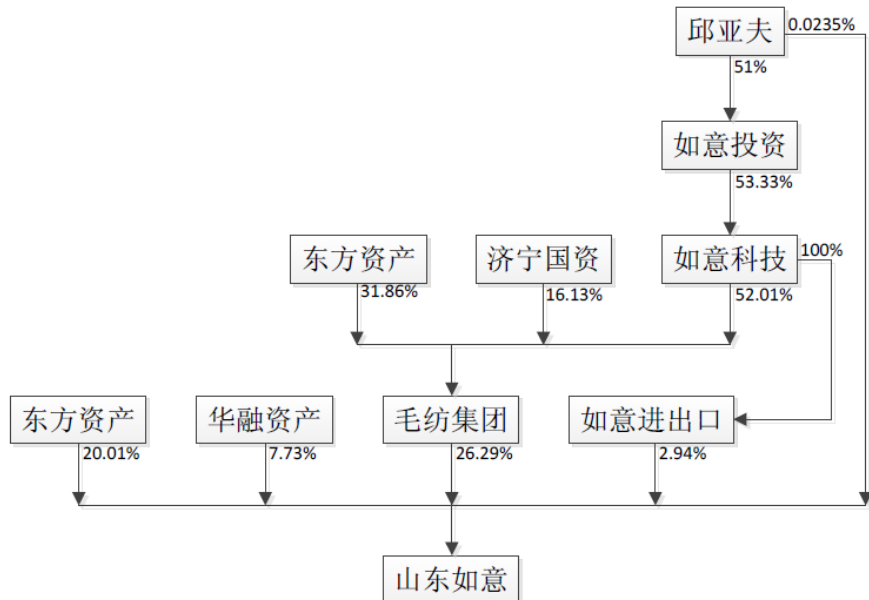 邱亚夫
0.0235%
51%
如意投资
53.33%
东方资产
济宁国资
如意科技
100%
31.86%
16.13%
52.01%
东方资产
华融资产
毛纺集团
如意进出口
20.01%
7.73%
26.29%
2.94%
山东如意